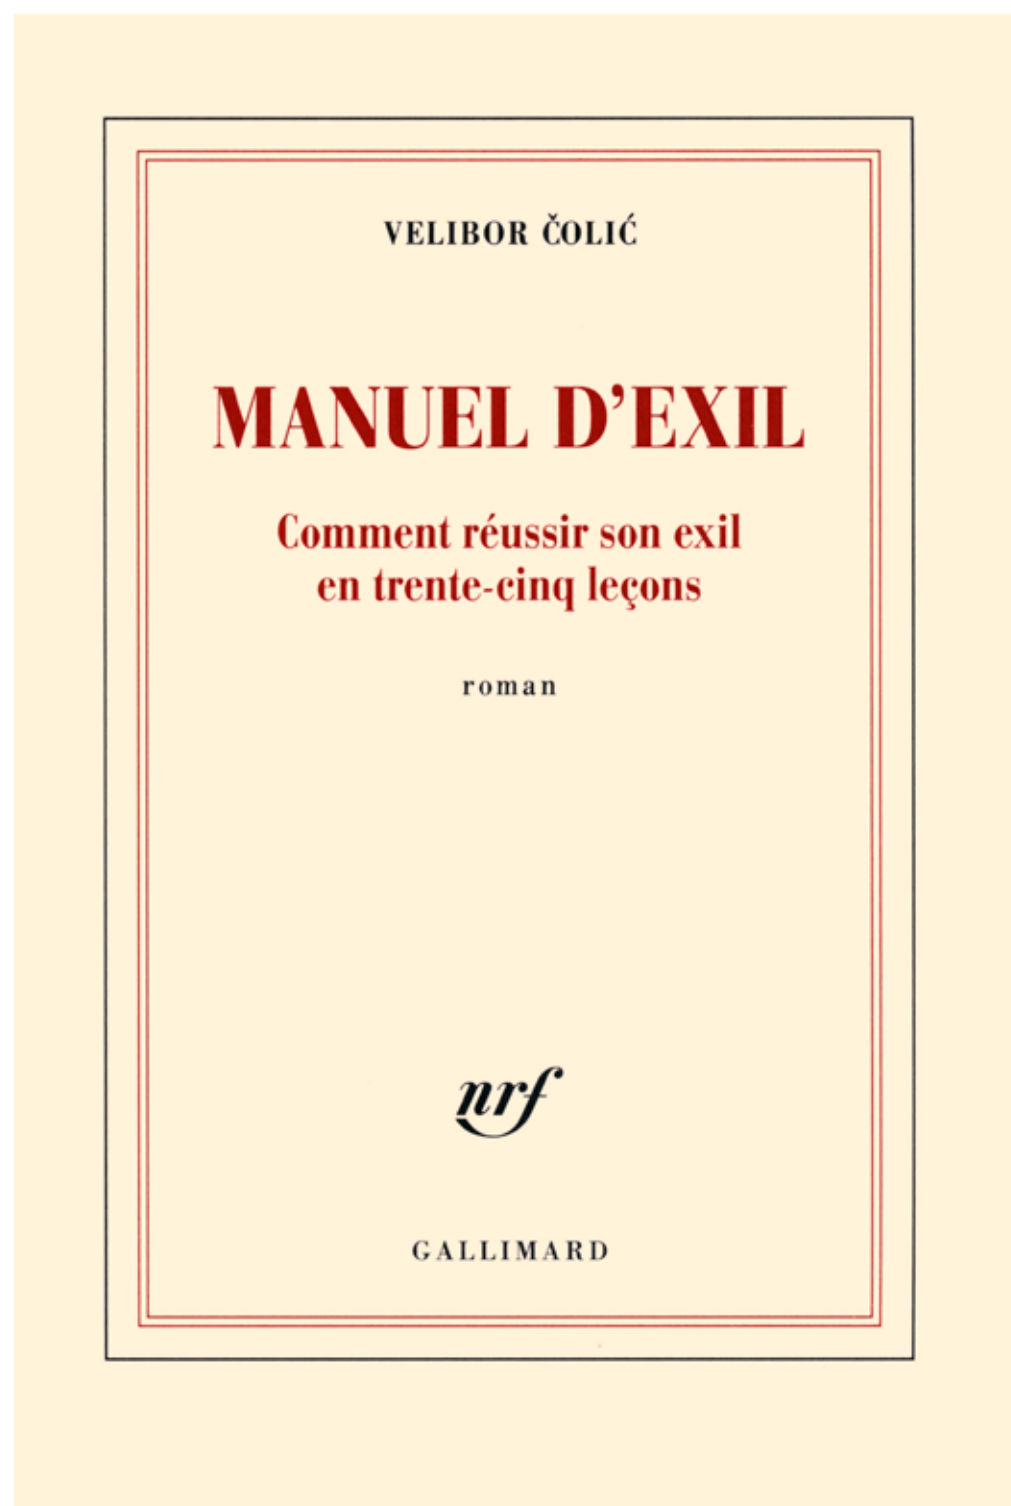 VELIBOR ČOLIĆ
MANUEL D'EXIL
Comment réussir son exil
en trente-cinq leçons
roman
nrf
GALLIMARD